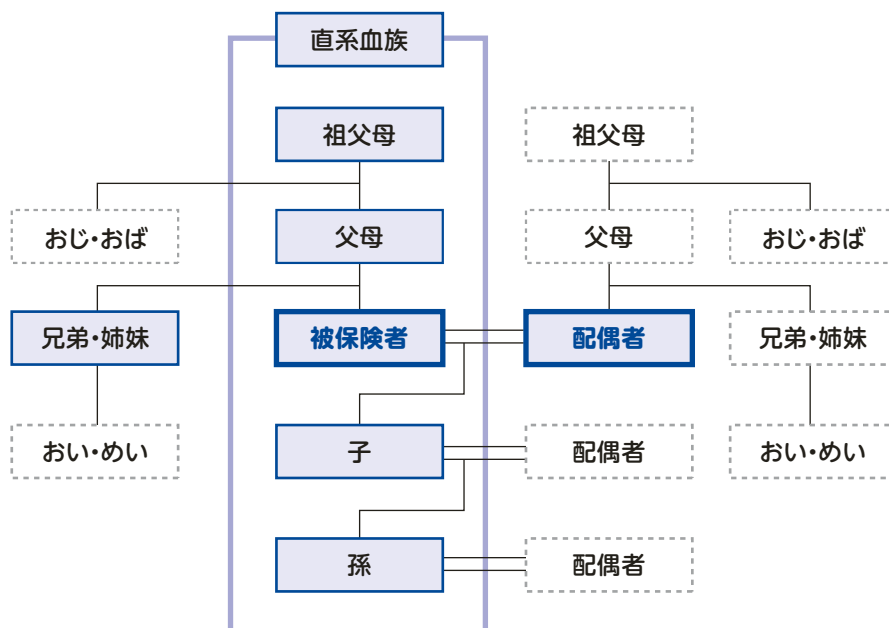 直系血族
祖父母
祖父母
おじ・おば
父母
父母
おじ・おば
兄弟・姉妹
被保険者
配偶者
兄弟・姉妹
おい・めい
子
配偶者
おい・めい
孫
配偶者